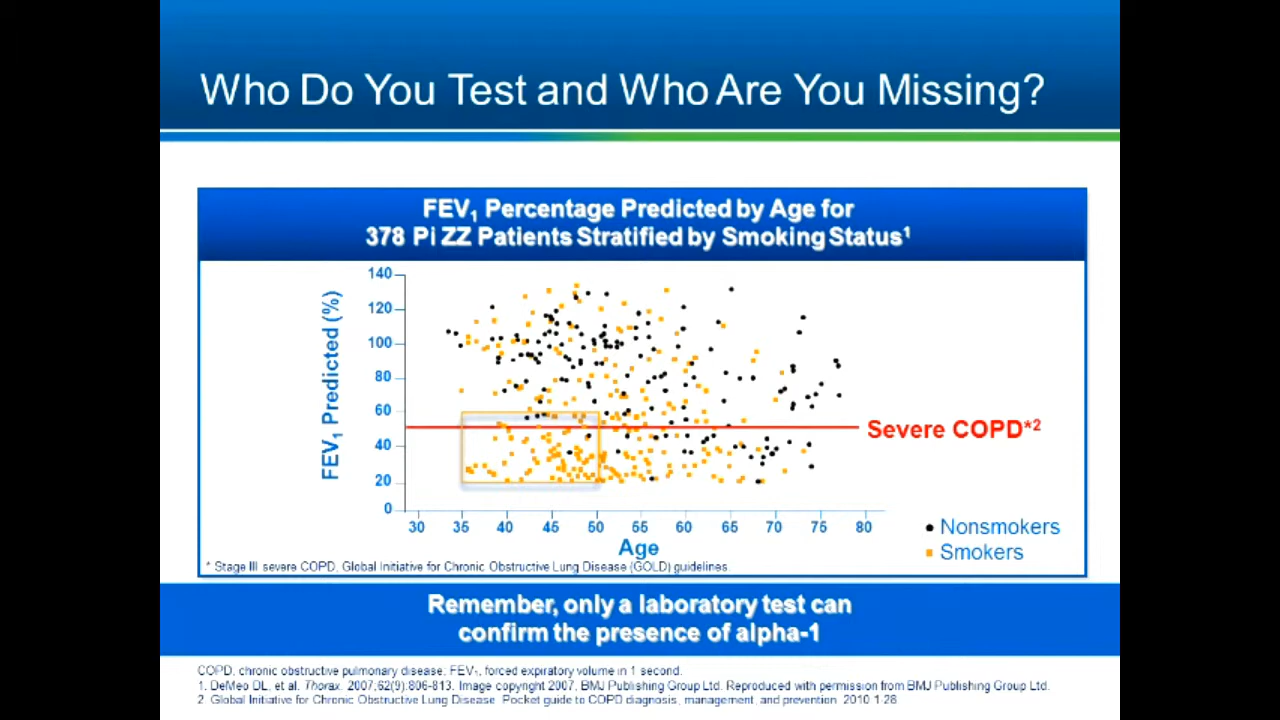 Who Do You Test and Who Are You Missing?
FEV₁ Percentage Predicted by Age for
378 Pi ZZ Patients Stratified by Smoking Status¹
FEV₁ Predicted (%)
140
120
100
80
60
40
20
0
Severe COPD*²
30 35 40 45 50 55 60 65 70 75 80
Age
Nonsmokers
Smokers
* Stage III severe COPD, Global Initiative for Chronic Obstructive Lung Disease (GOLD) guidelines.
Remember, only a laboratory test can
confirm the presence of alpha-1
COPD, chronic obstructive pulmonary disease; FEV₁, forced expiratory volume in 1 second.
1. DeMeo DL, et al. Thorax. 2007;62(9):806-813. Image copyright 2007, BMJ Publishing Group Ltd. Reproduced with permission from BMJ Publishing Group Ltd.
2. Global Initiative for Chronic Obstructive Lung Disease. Pocket guide to COPD diagnosis, management, and prevention. 2010:1-28.